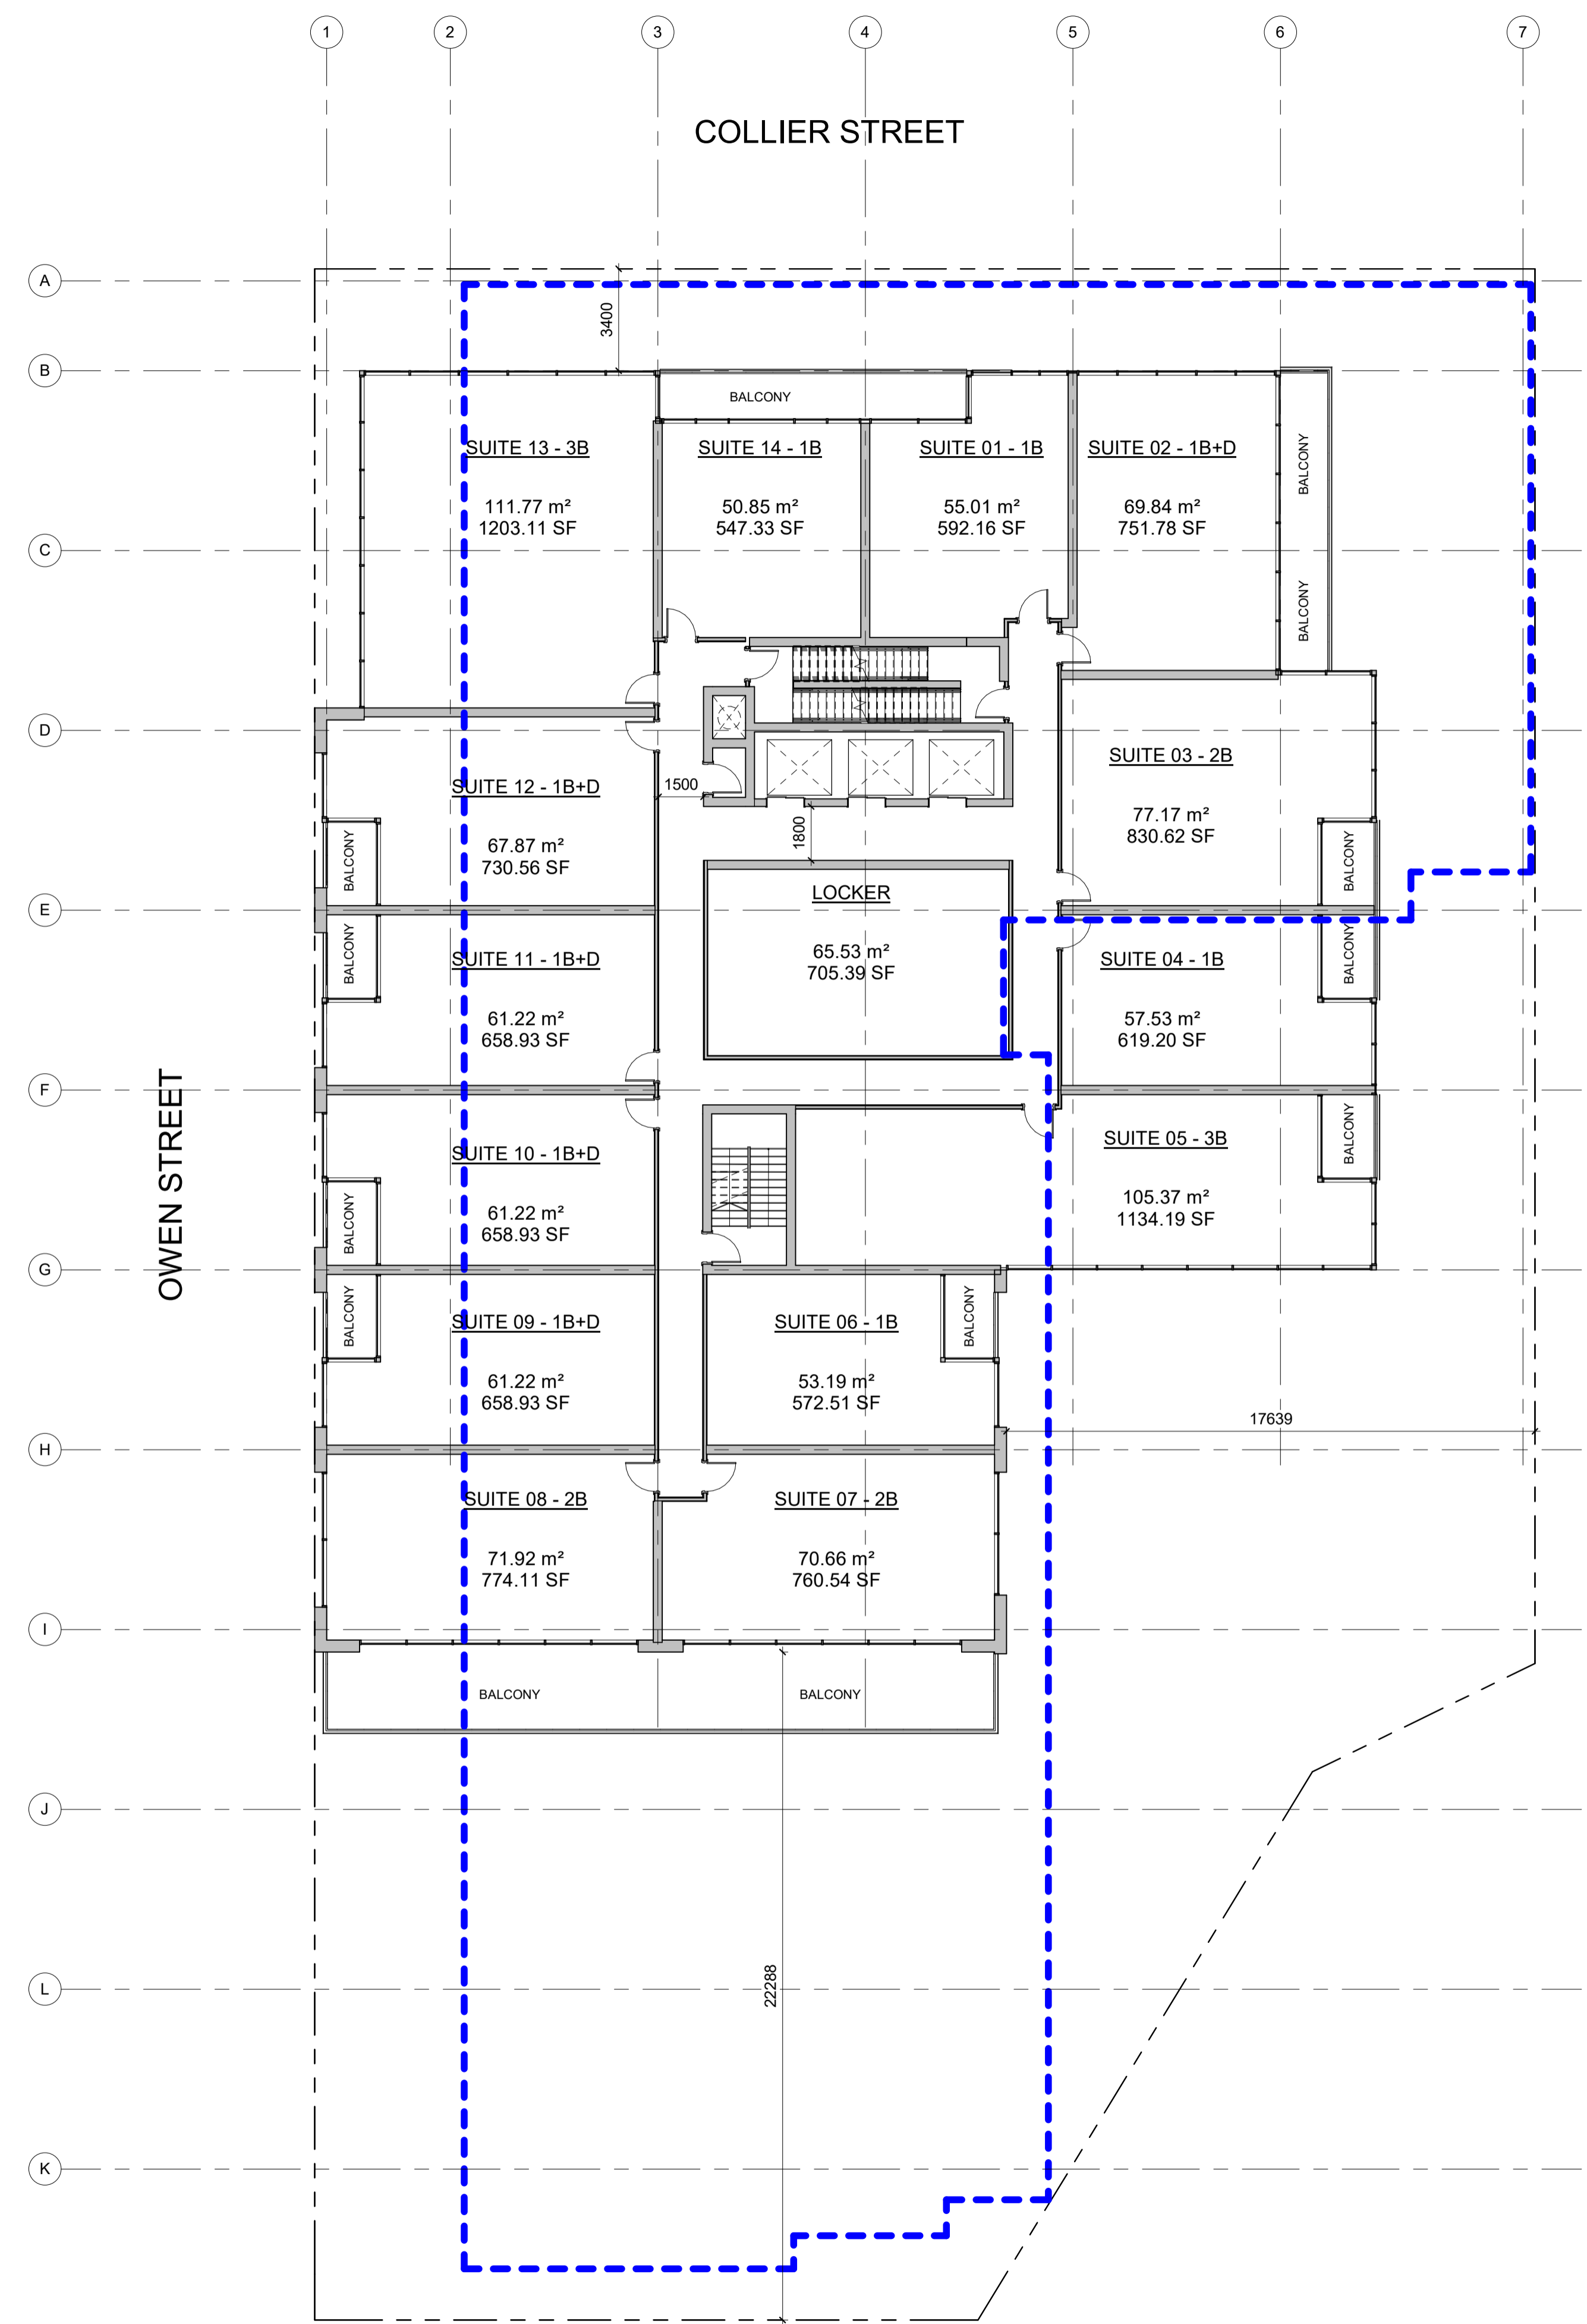 1 2 3 4 5 6 7
COLLIER STREET
A
3400
B
BALCONY
SUITE 13 - 3B
111.77 m²
1203.11 SF
SUITE 14 - 1B
50.85 m²
547.33 SF
SUITE 01 - 1B
55.01 m²
592.16 SF
SUITE 02 - 1B+D
69.84 m²
751.78 SF
BALCONY
BALCONY
C
D
SUITE 12 - 1B+D
67.87 m²
730.56 SF
BALCONY
1500
1800
SUITE 03 - 2B
77.17 m²
830.62 SF
BALCONY
LOCKER
65.53 m²
705.39 SF
E
BALCONY
SUITE 11 - 1B+D
61.22 m²
658.93 SF
SUITE 04 - 1B
57.53 m²
619.20 SF
BALCONY
OWEN STREET
F
SUITE 10 - 1B+D
61.22 m²
658.93 SF
BALCONY
SUITE 05 - 3B
105.37 m²
1134.19 SF
BALCONY
G
BALCONY
SUITE 09 - 1B+D
61.22 m²
658.93 SF
SUITE 06 - 1B
53.19 m²
572.51 SF
BALCONY
17639
H
SUITE 08 - 2B
71.92 m²
774.11 SF
SUITE 07 - 2B
70.66 m²
760.54 SF
I
BALCONY
BALCONY
J
22288
L
K